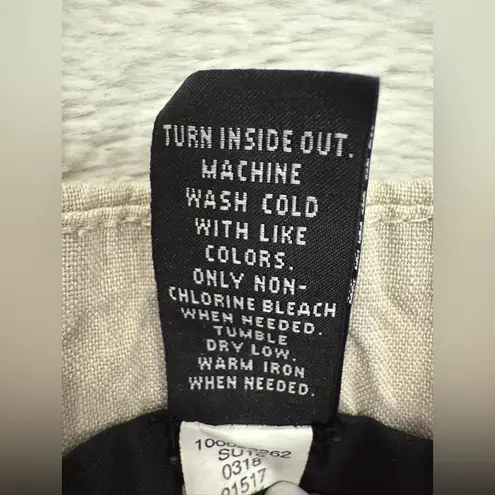 TURN INSIDE OUT.
MACHINE
WASH COLD
WITH LIKE
COLORS.
ONLY NON-
CHLORINE BLEACH
WHEN NEEDED.
TUMBLE
DRY LOW.
WARM IRON
WHEN NEEDED.
0318
01517